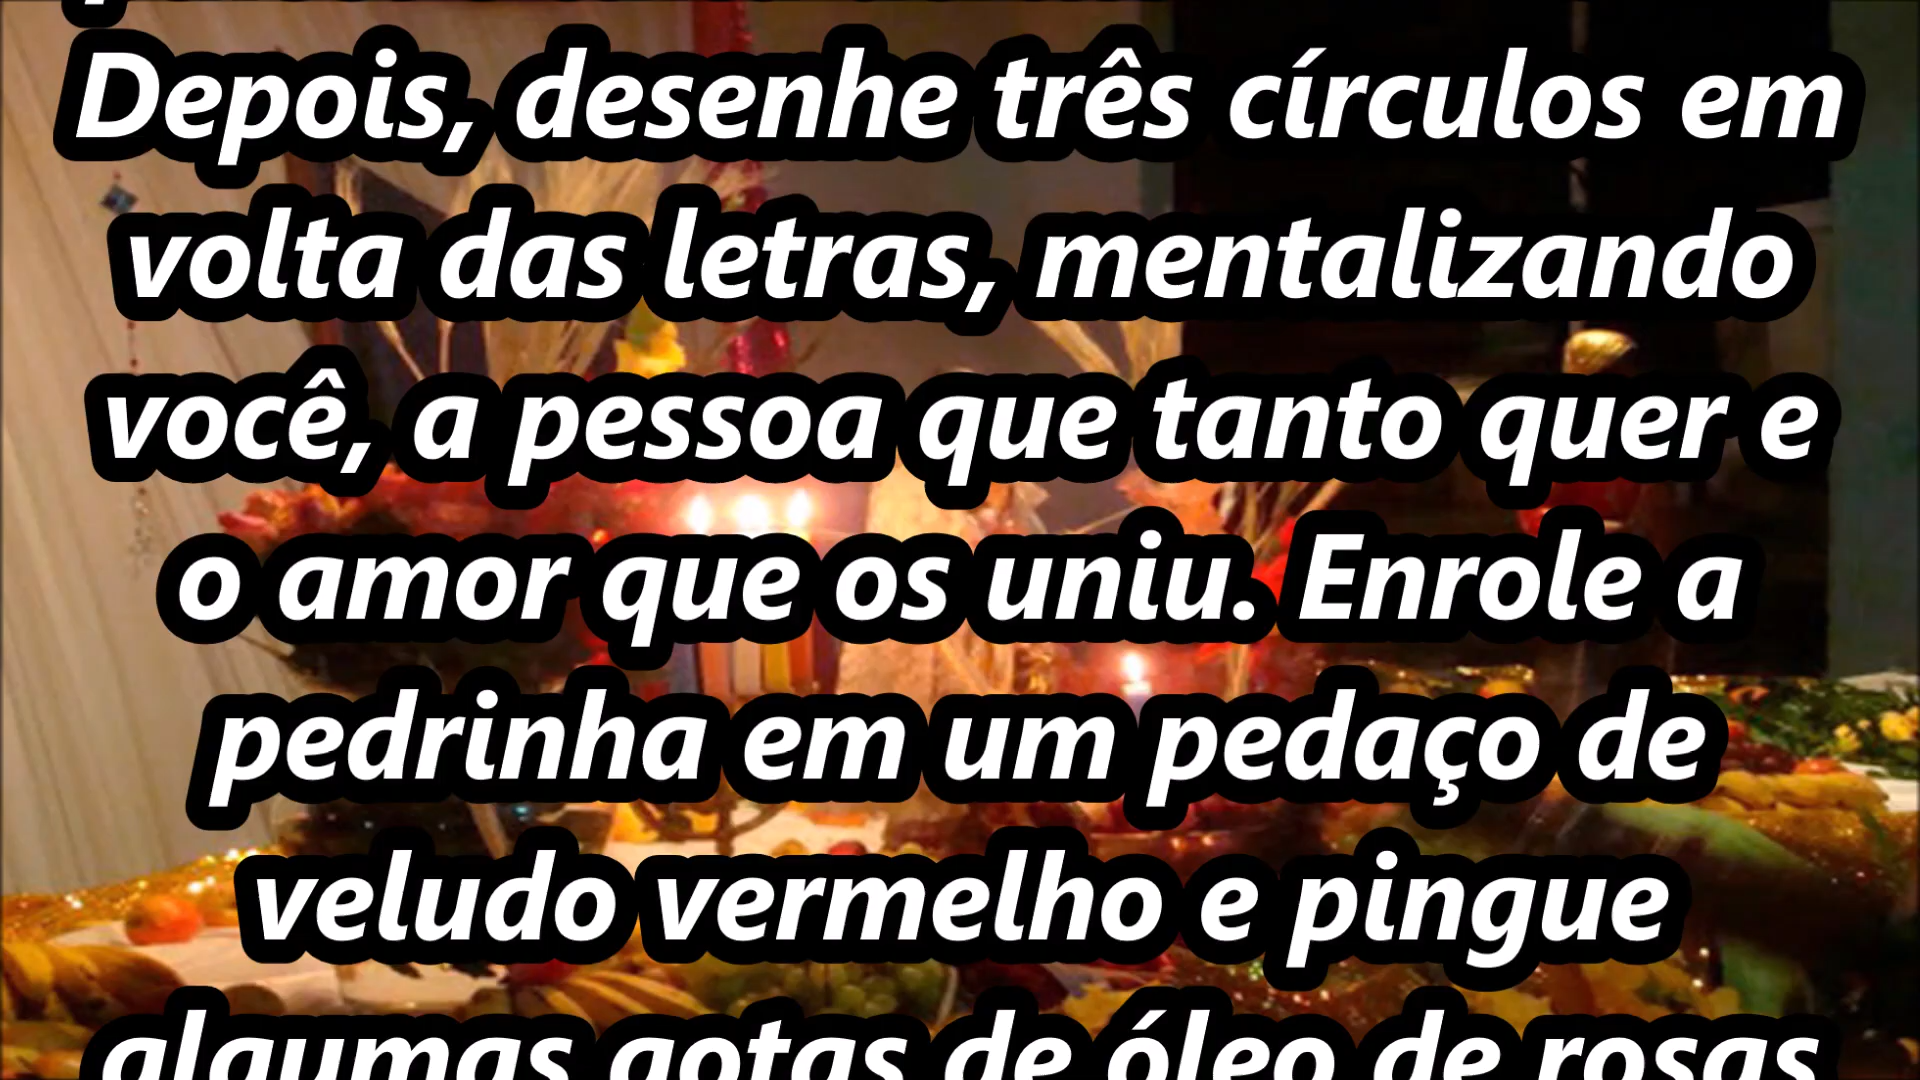 Depois, desenhe três círculos em
volta das letras, mentalizando
você, a pessoa que tanto quer e
o amor que os uniu. Enrole a
pedrinha em um pedaço de
veludo vermelho e pingue
algumas gotas de óleo de rosas